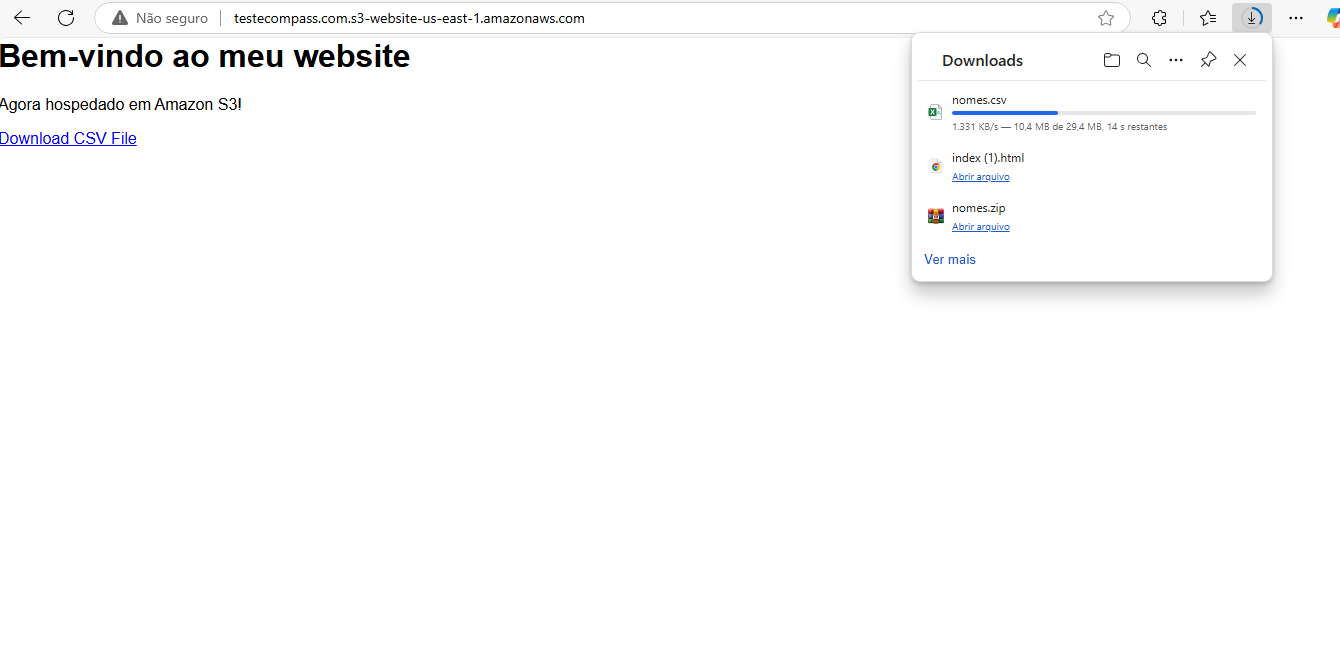 Não seguro
testecompass.com.s3-website-us-east-1.amazonaws.com
Bem-vindo ao meu website
Agora hospedado em Amazon S3!
Download CSV File
Downloads
nomes.csv
1.331 KB/s — 10,4 MB de 29,4 MB, 14 s restantes
index (1).html
Abrir arquivo
nomes.zip
Abrir arquivo
Ver mais